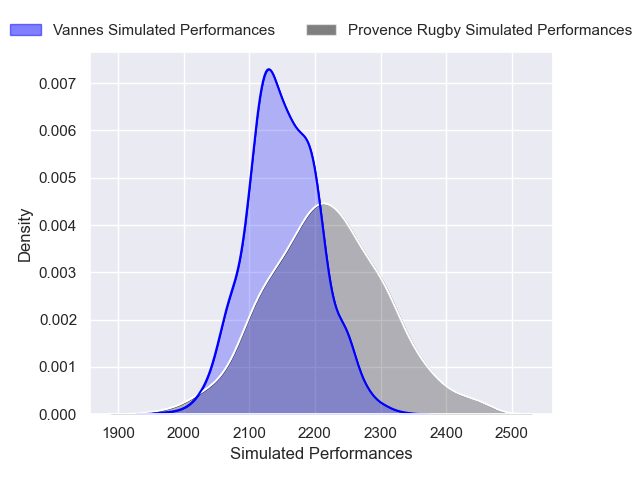 Vannes Simulated Performances
Provence Rugby Simulated Performances
0.007
0.006
0.005
0.004
0.003
0.002
0.001
0.000
Density
1900 2000 2100 2200 2300 2400 2500
Simulated Performances